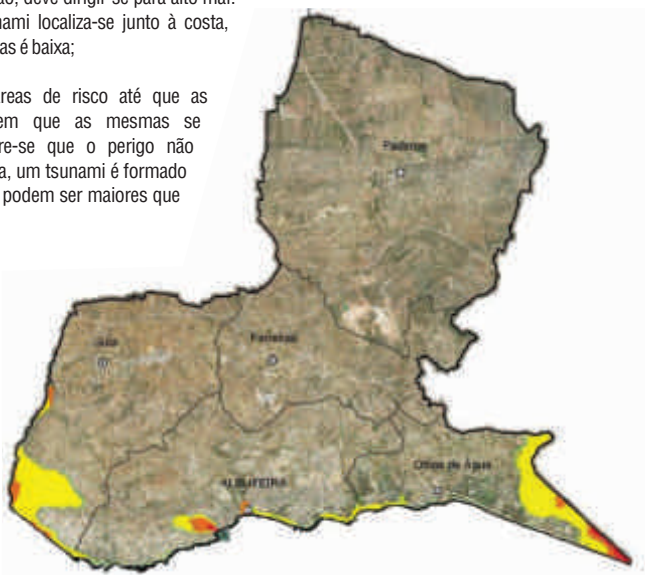 ão, deve dirigir-se para alto mar.
nami localiza-se junto à costa,
as é baixa;
reas de risco até que as
em que as mesmas se
re-se que o perigo não
a, um tsunami é formado
podem ser maiores que
Paderne
Guia
Ferreiras
ALBUFEIRA
Olhos de Água